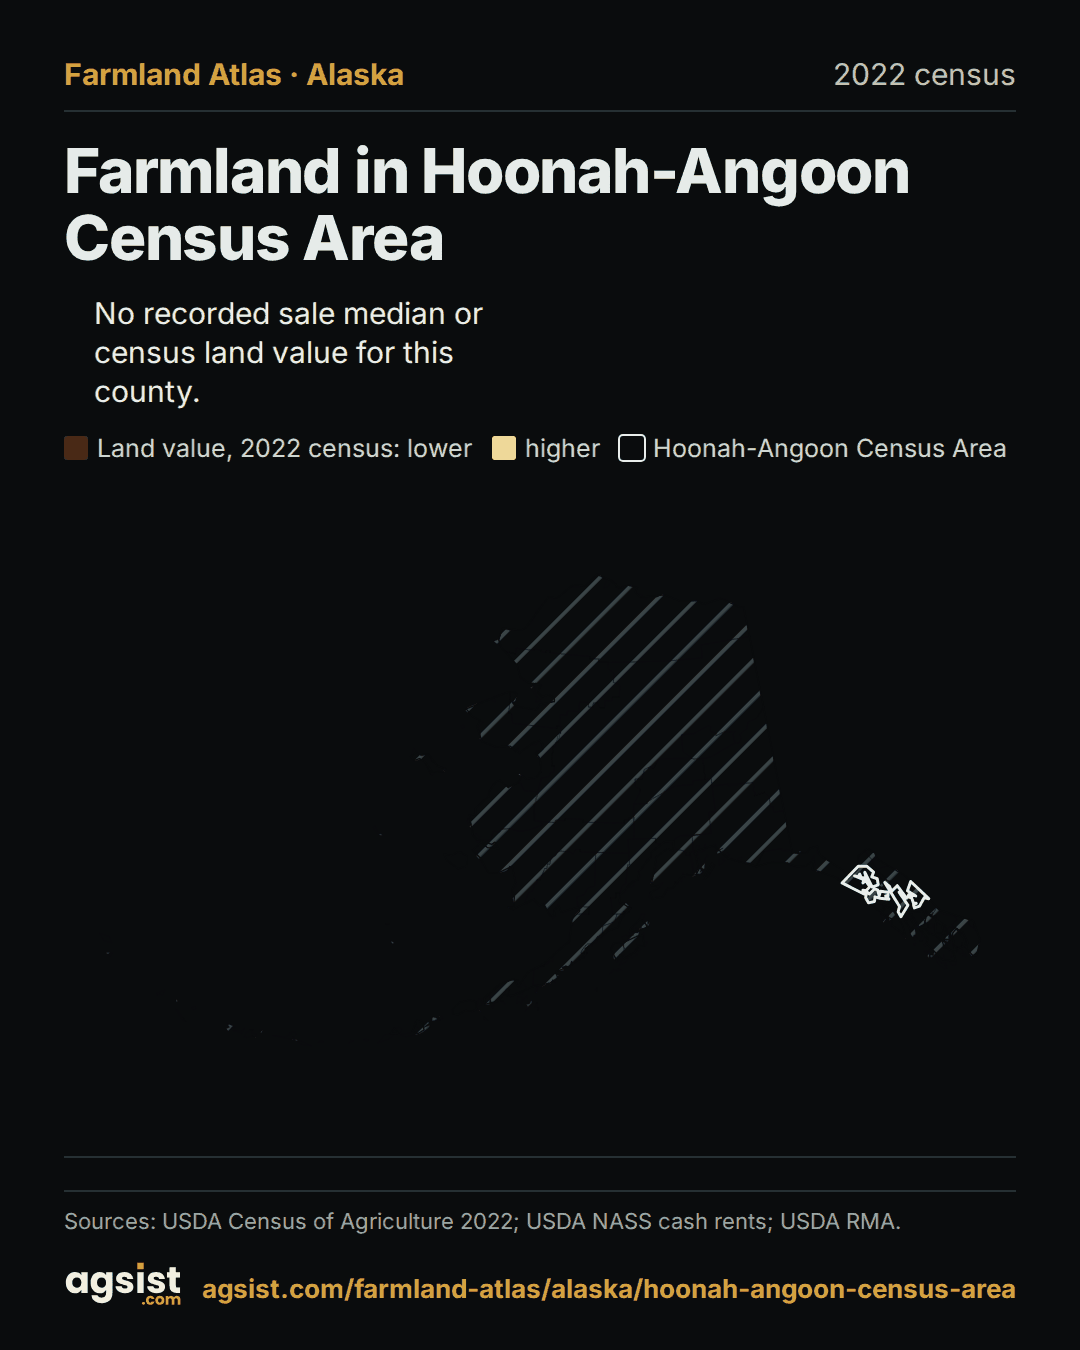 Farmland Atlas · Alaska
2022 census
Farmland in Hoonah-Angoon
Census Area
No recorded sale median or
census land value for this
county.
Land value, 2022 census: lower higher Hoonah-Angoon Census Area
Sources: USDA Census of Agriculture 2022; USDA NASS cash rents; USDA RMA.
agsist.com
agsist.com/farmland-atlas/alaska/hoonah-angoon-census-area